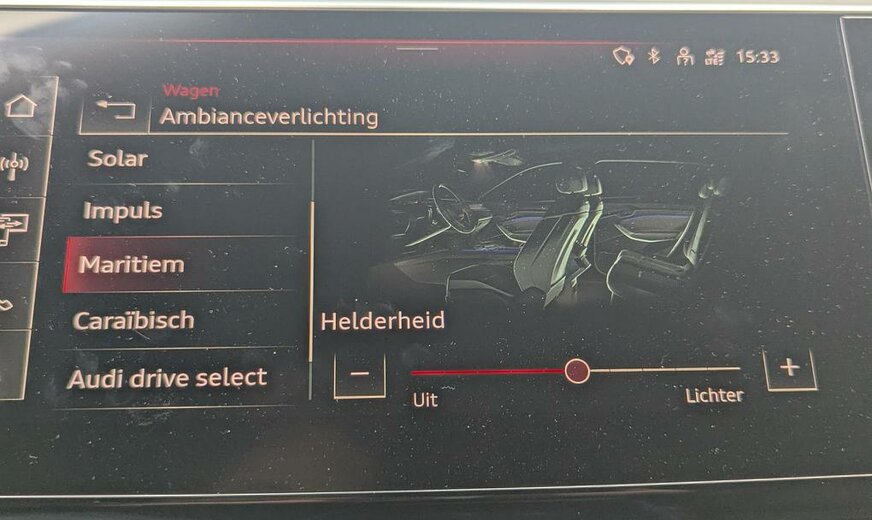 15:33
Wagen
Ambianceverlichting
Solar
Impuls
Maritiem
Caraïbisch
Audi drive select
Helderheid
Uit
Lichter